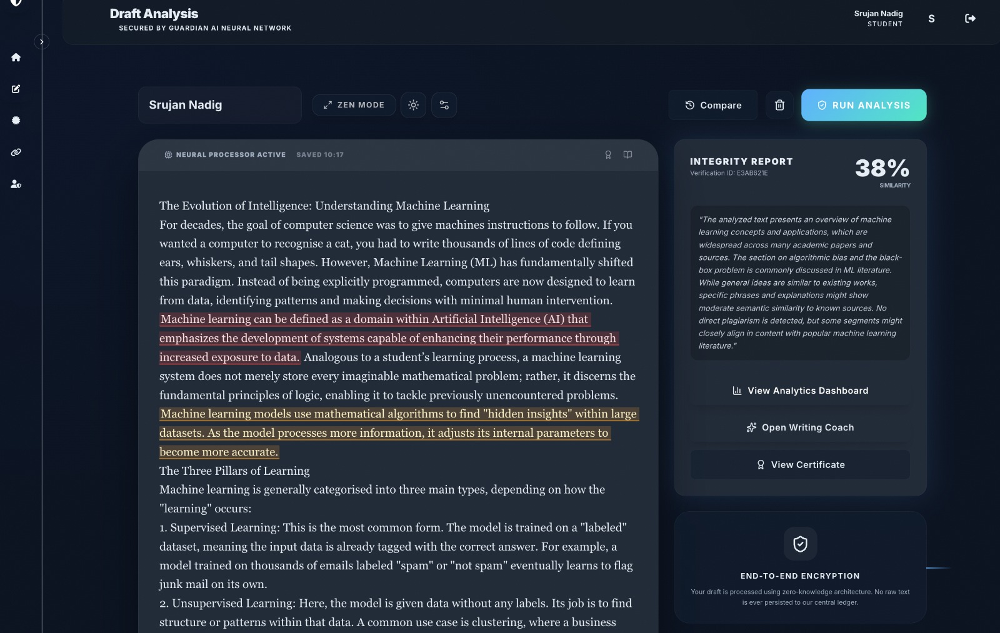 Draft Analysis
SECURED BY GUARDIAN AI NEURAL NETWORK
Srujan Nadig
STUDENT
S
Srujan Nadig
ZEN MODE
Compare
RUN ANALYSIS
NEURAL PROCESSOR ACTIVE
SAVED 10:17
The Evolution of Intelligence: Understanding Machine Learning
For decades, the goal of computer science was to give machines instructions to follow. If you
wanted a computer to recognise a cat, you had to write thousands of lines of code defining
ears, whiskers, and tail shapes. However, Machine Learning (ML) has fundamentally shifted
this paradigm. Instead of being explicitly programmed, computers are now designed to learn
from data, identifying patterns and making decisions with minimal human intervention.
Machine learning can be defined as a domain within Artificial Intelligence (AI) that
emphasizes the development of systems capable of enhancing their performance through
increased exposure to data. Analogous to a student’s learning process, a machine learning
system does not merely store every imaginable mathematical problem; rather, it discerns the
fundamental principles of logic, enabling it to tackle previously unencountered problems.
Machine learning models use mathematical algorithms to find "hidden insights" within large
datasets. As the model processes more information, it adjusts its internal parameters to
become more accurate.
The Three Pillars of Learning
Machine learning is generally categorised into three main types, depending on how the
"learning" occurs:
1. Supervised Learning: This is the most common form. The model is trained on a "labeled"
dataset, meaning the input data is already tagged with the correct answer. For example, a
model trained on thousands of emails labeled "spam" or "not spam" eventually learns to flag
junk mail on its own.
2. Unsupervised Learning: Here, the model is given data without any labels. Its job is to find
structure or patterns within that data. A common use case is clustering, where a business
INTEGRITY REPORT
Verification ID: E3AB621E
38%
SIMILARITY
"The analyzed text presents an overview of machine
learning concepts and applications, which are
widespread across many academic papers and
sources. The section on algorithmic bias and the black-
box problem is commonly discussed in ML literature.
While general ideas are similar to existing works,
specific phrases and explanations might show
moderate semantic similarity to known sources. No
direct plagiarism is detected, but some segments might
closely align in content with popular machine learning
literature."
View Analytics Dashboard
Open Writing Coach
View Certificate
END-TO-END ENCRYPTION
Your draft is processed using zero-knowledge architecture. No raw text
is ever persisted to our central ledger.